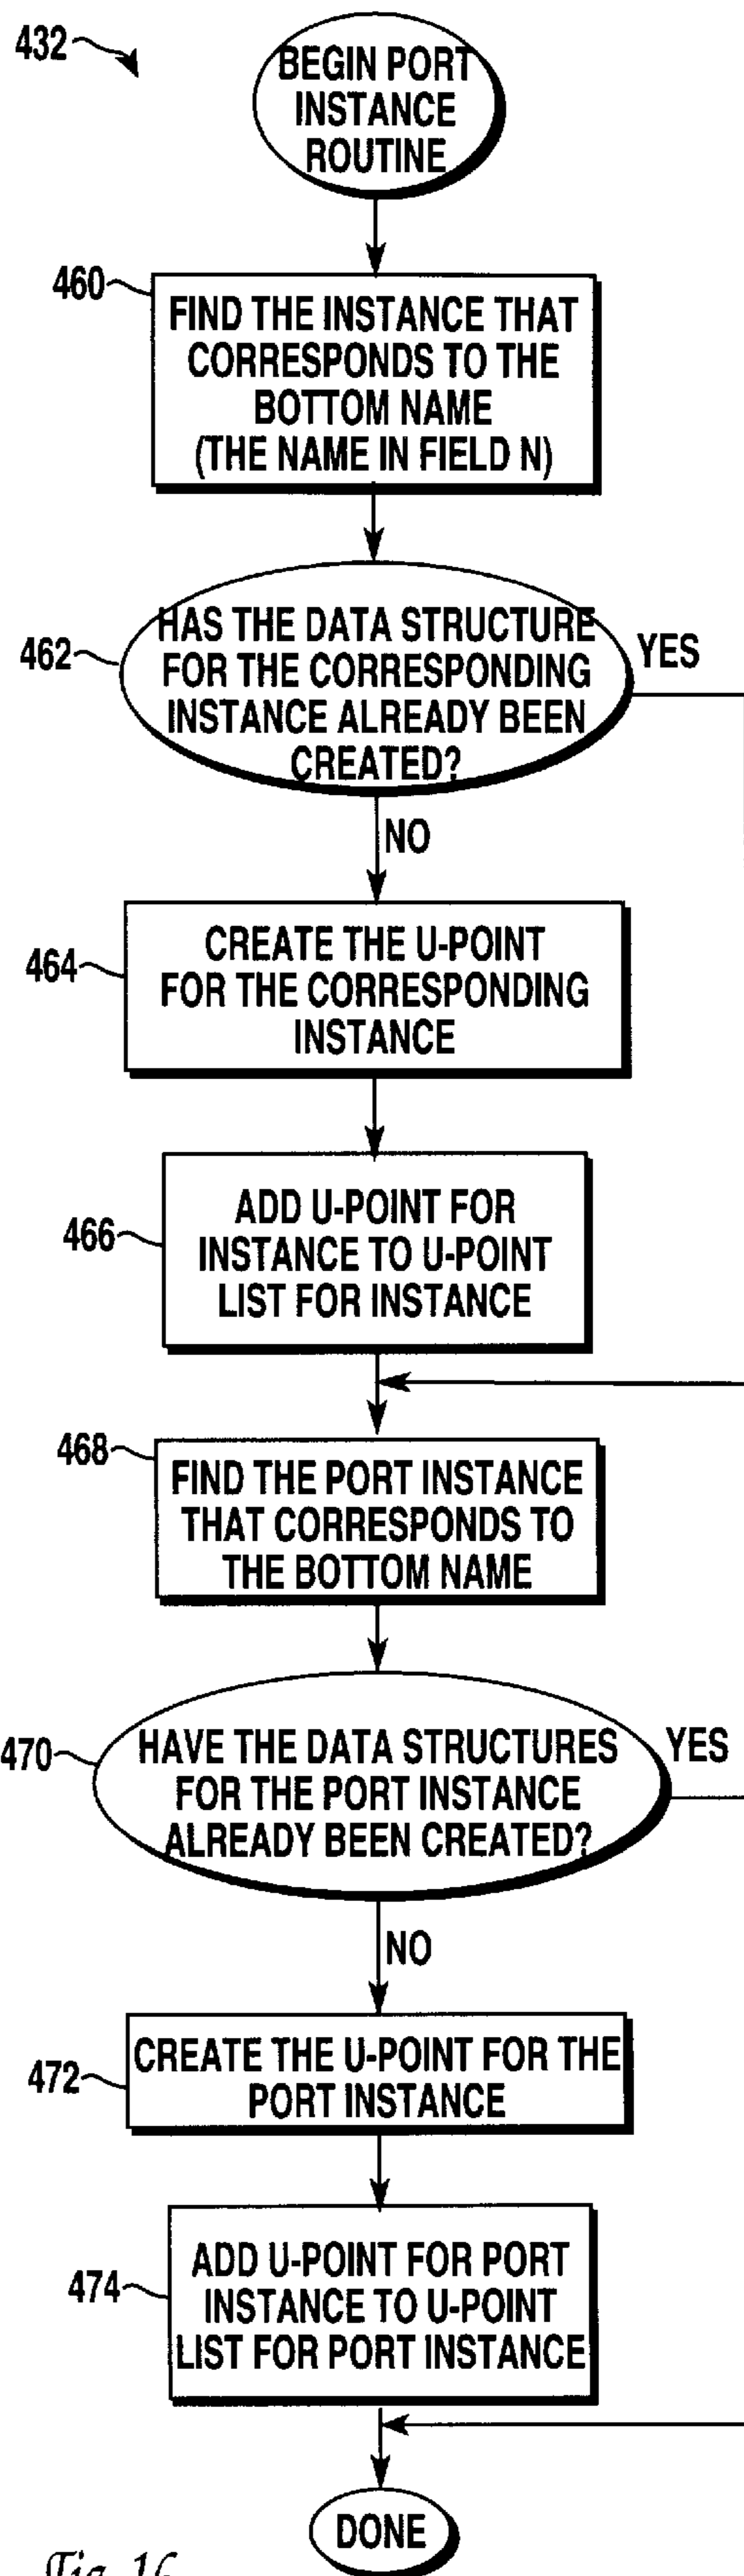 432
BEGIN PORT
INSTANCE
ROUTINE
460
FIND THE INSTANCE THAT
CORRESPONDS TO THE
BOTTOM NAME
(THE NAME IN FIELD N)
462
HAS THE DATA STRUCTURE
FOR THE CORRESPONDING
INSTANCE ALREADY BEEN
CREATED?
YES
NO
464
CREATE THE U-POINT
FOR THE CORRESPONDING
INSTANCE
466
ADD U-POINT FOR
INSTANCE TO U-POINT
LIST FOR INSTANCE
468
FIND THE PORT INSTANCE
THAT CORRESPONDS TO
THE BOTTOM NAME
470
HAVE THE DATA STRUCTURES
FOR THE PORT INSTANCE
ALREADY BEEN CREATED?
YES
NO
472
CREATE THE U-POINT FOR THE
PORT INSTANCE
474
ADD U-POINT FOR PORT
INSTANCE TO U-POINT
LIST FOR PORT INSTANCE
DONE
Fig. 16